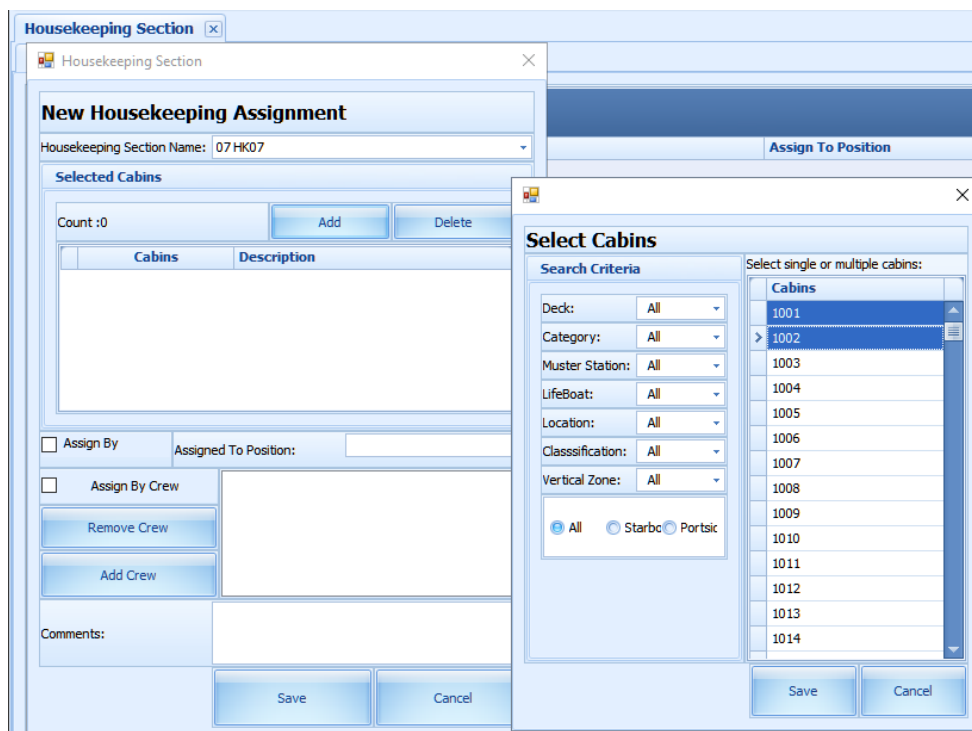 Housekeeping Section
Housekeeping Section
New Housekeeping Assignment
Housekeeping Section Name: 07 HK07
Selected Cabins
Count :0 Add Delete
Cabins Description
Assign By Assigned To Position:
Assign By Crew
Remove Crew
Add Crew
Comments:
Save Cancel
Assign To Position
Select Cabins
Search Criteria
Deck: All
Category: All
Muster Station: All
LifeBoat: All
Location: All
Classsification: All
Vertical Zone: All
All Starbc Portsic
Select single or multiple cabins:
Cabins
1001
1002
1003
1004
1005
1006
1007
1008
1009
1010
1011
1012
1013
1014
Save Cancel